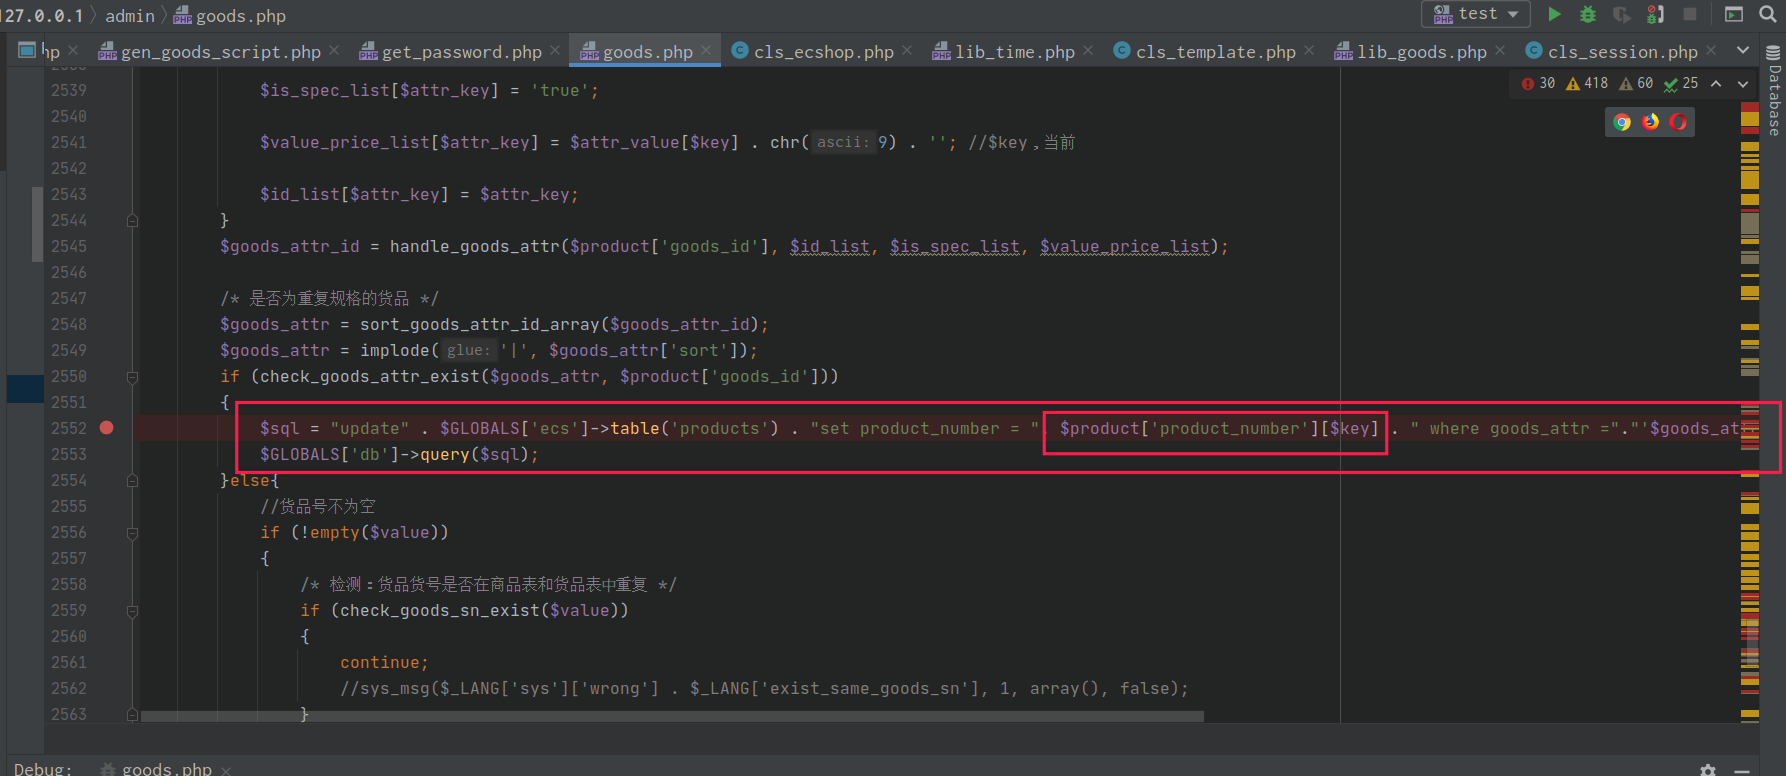 127.0.0.1 admin goods.php test
hp gen_goods_script.php get_password.php goods.php cls_ecshop.php lib_time.php cls_template.php lib_goods.php cls_session.php
30 418 60 25
Database
2539 $is_spec_list[$attr_key] = 'true';
2540
2541 $value_price_list[$attr_key] = $attr_value[$key] . chr( ascii: 9) . ''; //$key，当前
2542
2543 $id_list[$attr_key] = $attr_key;
2544 }
2545 $goods_attr_id = handle_goods_attr($product['goods_id'], $id_list, $is_spec_list, $value_price_list);
2546
2547 /* 是否为重复规格的货品 */
2548 $goods_attr = sort_goods_attr_id_array($goods_attr_id);
2549 $goods_attr = implode( glue: '|', $goods_attr['sort']);
2550 if (check_goods_attr_exist($goods_attr, $product['goods_id']))
2551 {
2552 $sql = "update" . $GLOBALS['ecs']->table('products') . "set product_number = " $product['product_number'][$key] . " where goods_attr ="."'$goods_at
2553 $GLOBALS['db']->query($sql);
2554 }else{
2555 //货品号不为空
2556 if (!empty($value))
2557 {
2558 /* 检测：货品货号是否在商品表和货品表中重复 */
2559 if (check_goods_sn_exist($value))
2560 {
2561 continue;
2562 //sys_msg($_LANG['sys']['wrong'] . $_LANG['exist_same_goods_sn'], 1, array(), false);
2563 }
Debug: goods.php